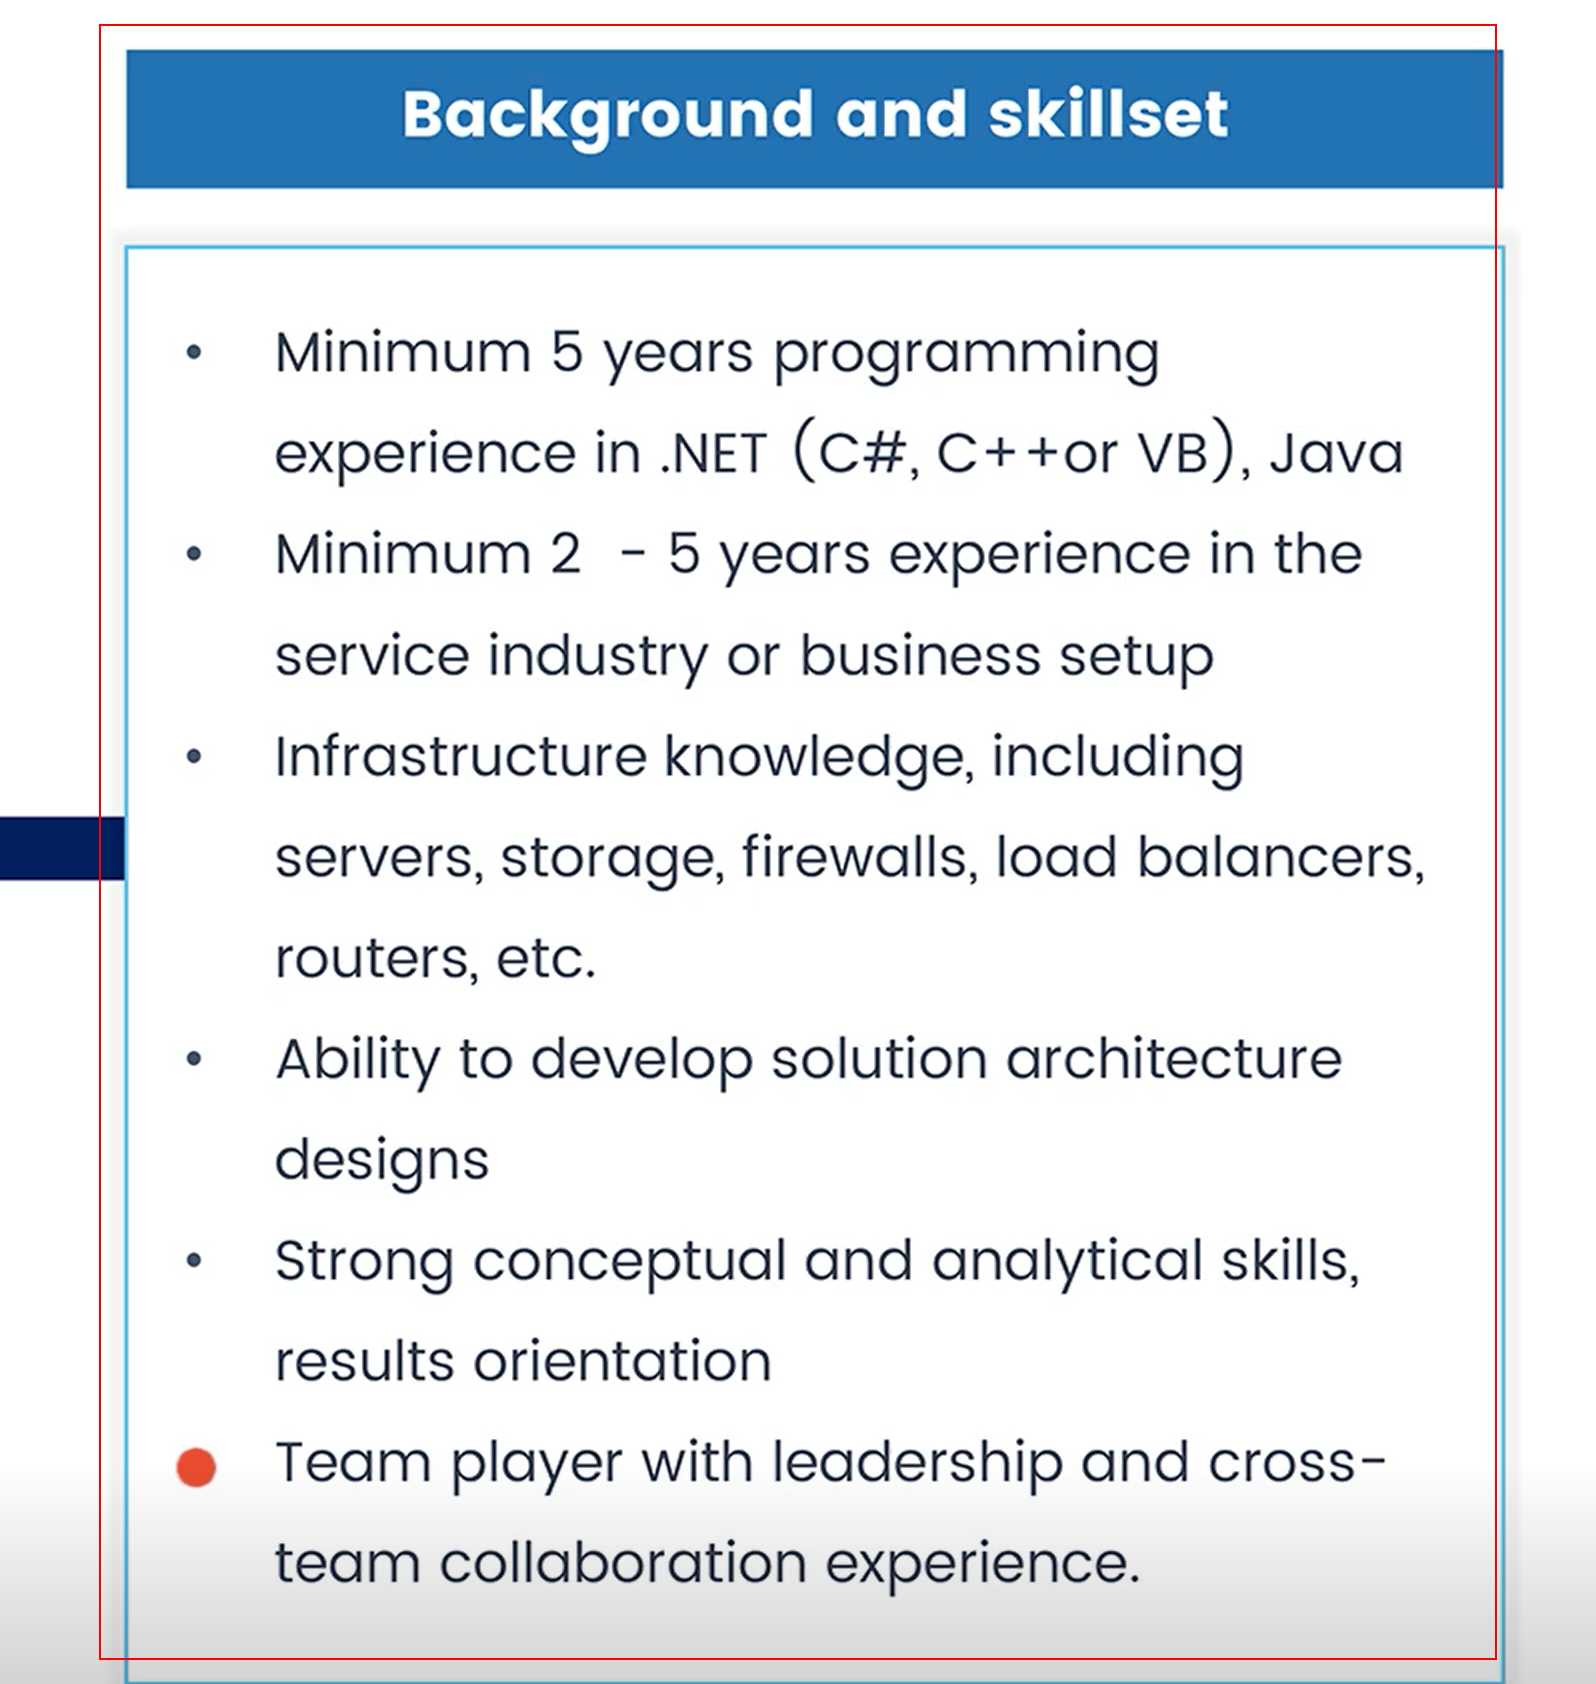 Background and skillset
• Minimum 5 years programming
experience in .NET (C#, C++or VB), Java
• Minimum 2  - 5 years experience in the
service industry or business setup
• Infrastructure knowledge, including
servers, storage, firewalls, load balancers,
routers, etc.
• Ability to develop solution architecture
designs
• Strong conceptual and analytical skills,
results orientation
• Team player with leadership and cross-
team collaboration experience.